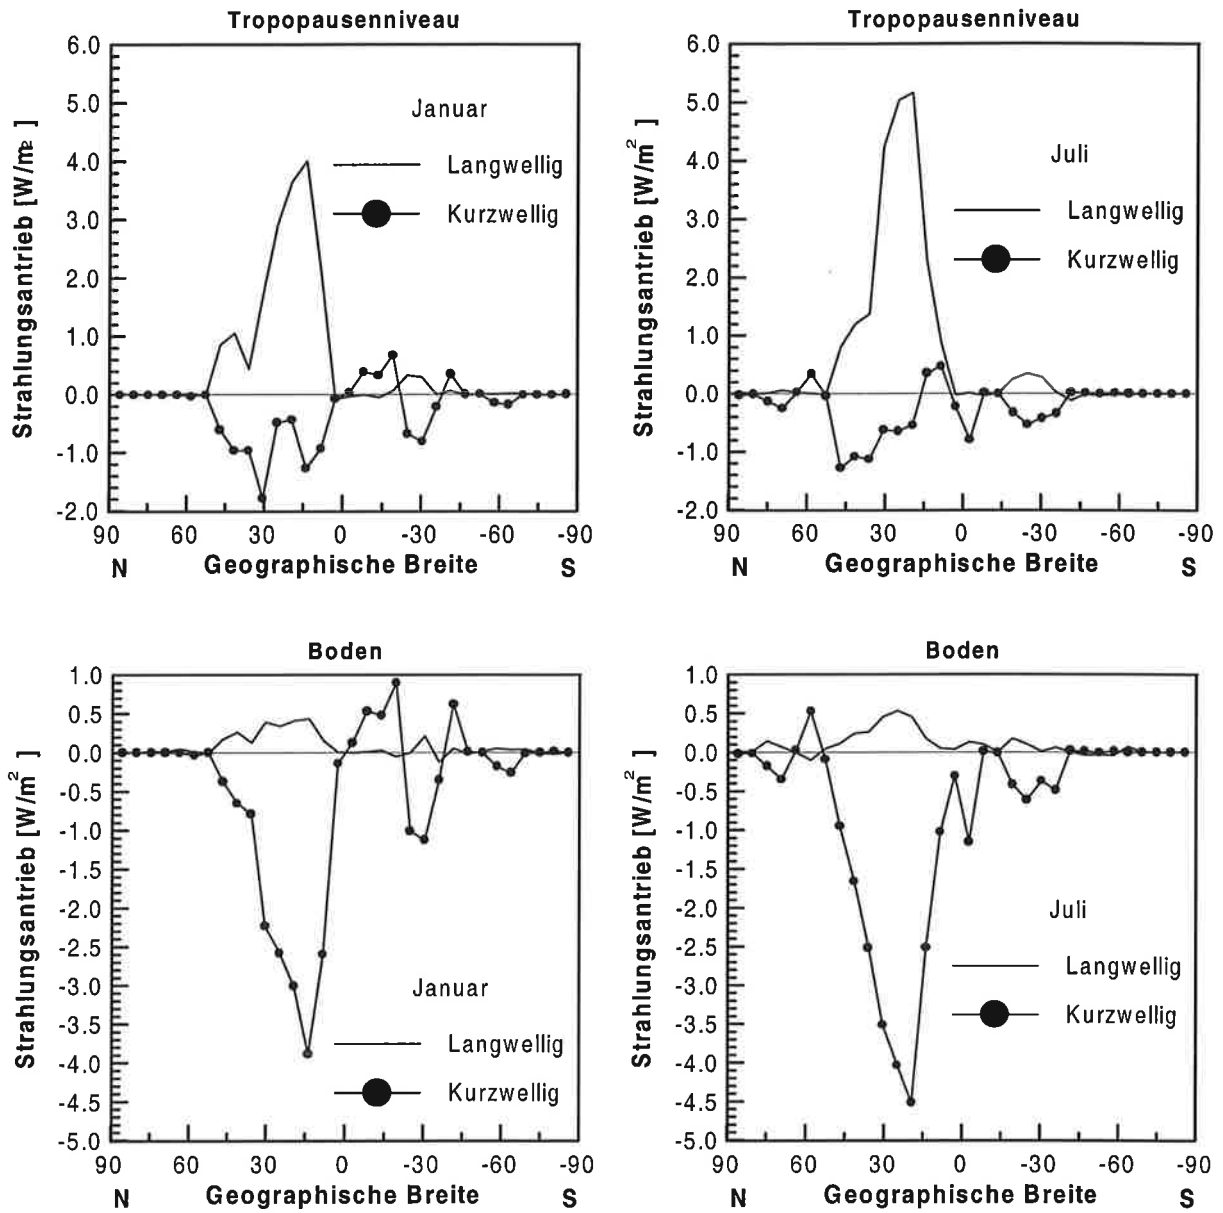 Tropopausenniveau
6.0
5.0
4.0
3.0
2.0
1.0
0.0
-1.0
-2.0
Strahlungsantrieb [W/m2 ]
Januar
Langwellig
Kurzwellig
90 60 30 0 -30 -60 -90
N Geographische Breite S
Tropopausenniveau
6.0
5.0
4.0
3.0
2.0
1.0
0.0
-1.0
-2.0
Strahlungsantrieb [W/m² ]
Juli
Langwellig
Kurzwellig
90 60 30 0 -30 -60 -90
N Geographische Breite S
Boden
1.0
0.5
0.0
-0.5
-1.0
-1.5
-2.0
-2.5
-3.0
-3.5
-4.0
-4.5
-5.0
Strahlungsantrieb [W/m² ]
Januar
Langwellig
Kurzwellig
90 60 30 0 -30 -60 -90
N Geographische Breite S
Boden
1.0
0.5
0.0
-0.5
-1.0
-1.5
-2.0
-2.5
-3.0
-3.5
-4.0
-4.5
-5.0
Strahlungsantrieb [W/m² ]
Juli
Langwellig
Kurzwellig
90 60 30 0 -30 -60 -90
N Geographische Breite S